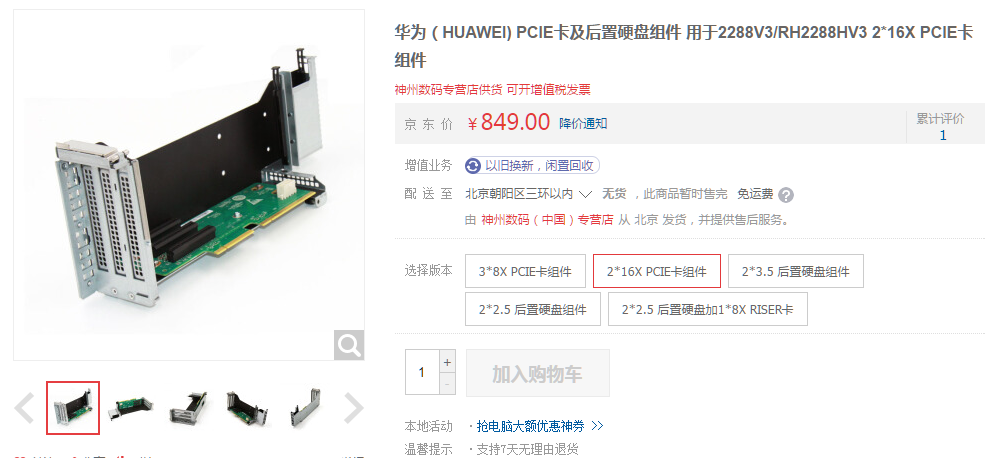 华为（HUAWEI) PCIE卡及后置硬盘组件 用于2288V3/RH2288HV3 2*16X PCIE卡
组件
神州数码专营店供货 可开增值税发票
京东价 ￥849.00 降价通知
累计评价
1
增值业务 以旧换新，闲置回收
配送至 北京朝阳区三环以内 无货 ，此商品暂时售完 免运费 ?
由 神州数码（中国）专营店 从 北京 发货，并提供售后服务。
选择版本 3*8X PCIE卡组件 2*16X PCIE卡组件 2*3.5 后置硬盘组件
2*2.5 后置硬盘组件 2*2.5 后置硬盘加1*8X RISER卡
1 + - 加入购物车
本地活动 · 抢电脑大额优惠神券 >>
温馨提示 · 支持7天无理由退货